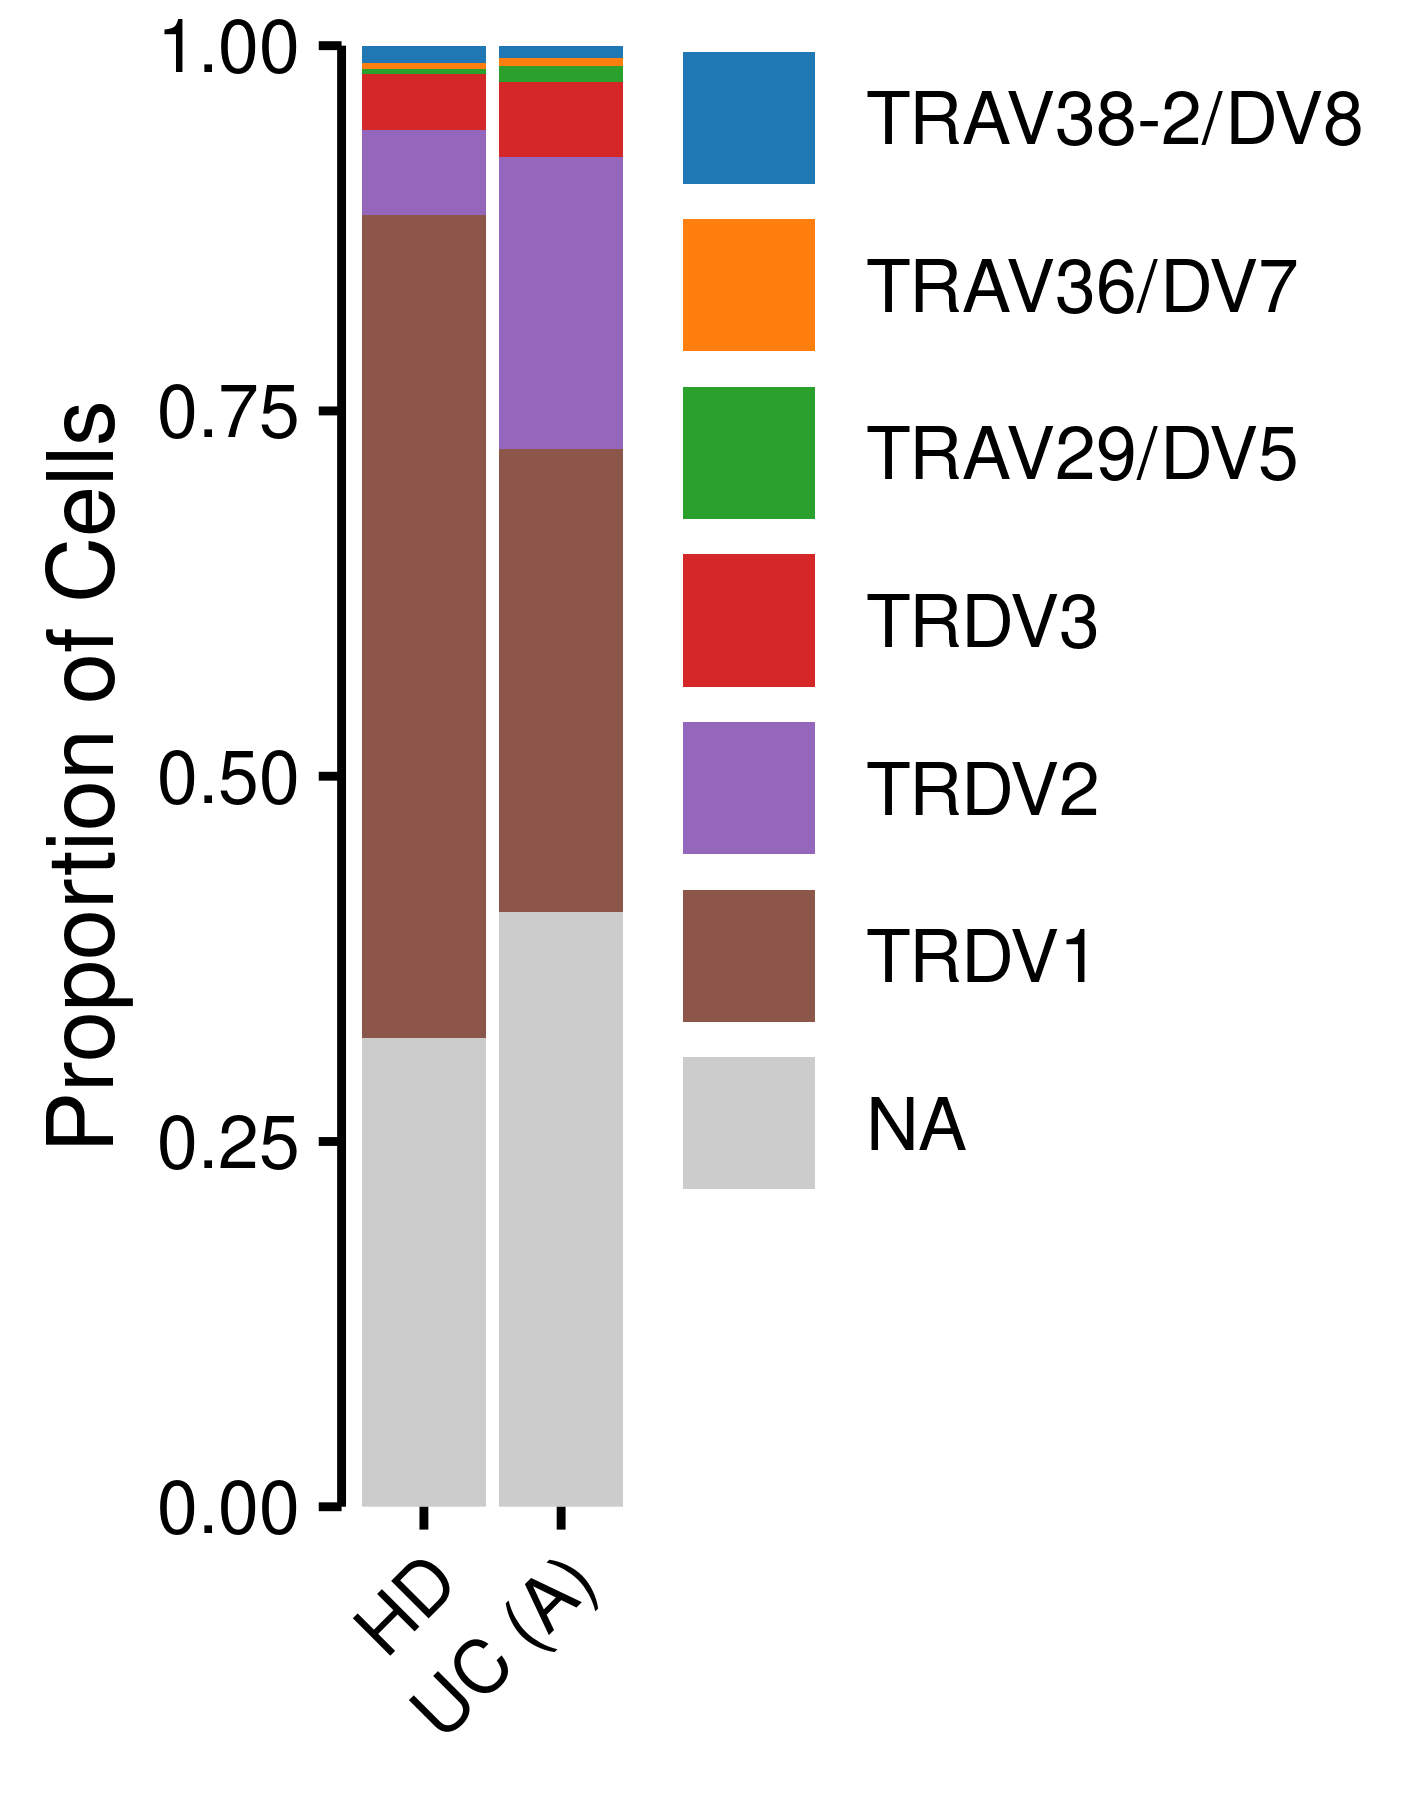 Proportion of Cells
1.00
0.75
0.50
0.25
0.00
HD
UC (A)
TRAV38-2/DV8
TRAV36/DV7
TRAV29/DV5
TRDV3
TRDV2
TRDV1
NA